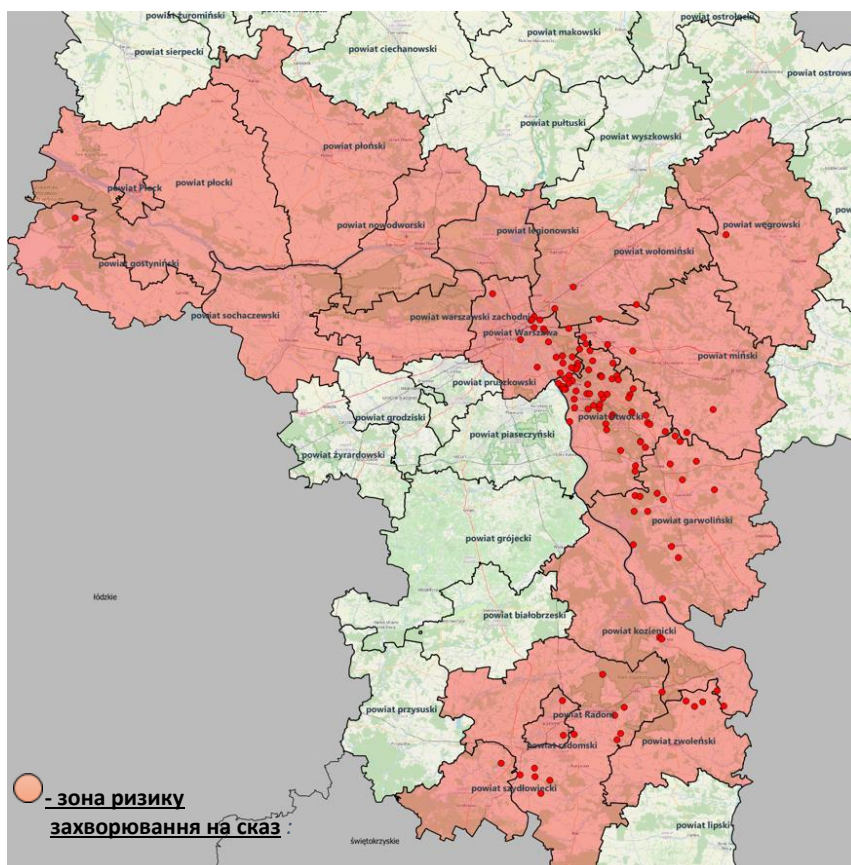 powiat żuromiński
powiat ostrołęcki
powiat makowski
powiat sierpecki
powiat ciechanowski
powiat ostrows
powiat pułtuski
powiat wyszkowski
powiat płoński
powiat płocki
powiat Płock
powiat nowodworski
powiat legionowski
powiat węgrowski
powiat wołomiński
powiat gostyniński
powiat sochaczewski
powiat warszawski zachodni
powiat Warszawa
powiat miński
powiat pruszkowski
powiat grodziski
powiat otwocki
powiat piaseczyński
powiat żyrardowski
powiat garwoliński
powiat grójecki
łódzkie
powiat białobrzeski
powiat kozienicki
powiat przysuski
powiat Radom
powiat radomski
powiat zwoleński
powiat szydłowiecki
- зона ризику
захворювання на сказ :
powiat lipski
świętokrzyskie